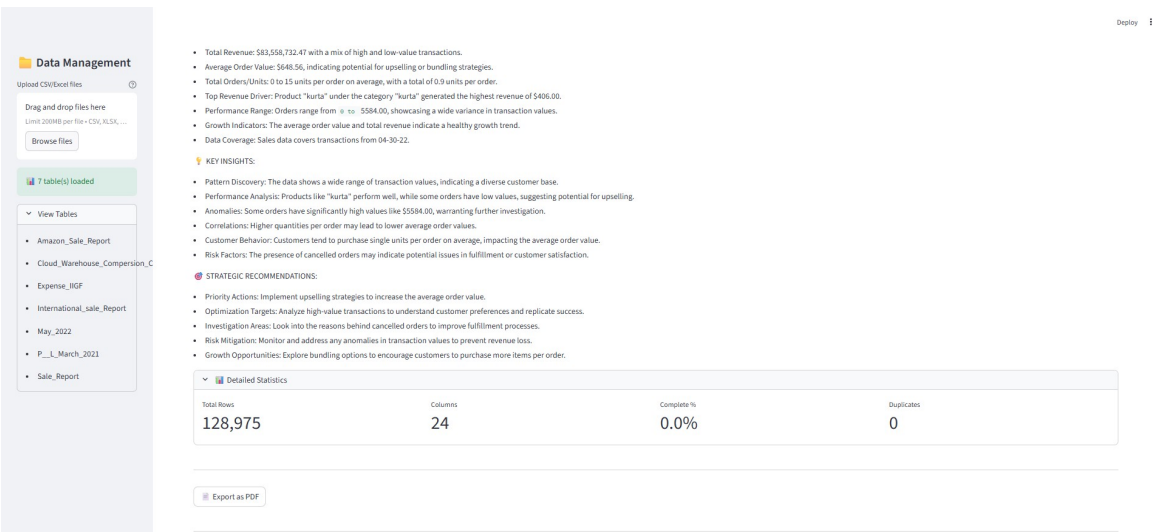 Deploy
Data Management
Upload CSV/Excel files
Drag and drop files here
Limit 200MB per file • CSV, XLSX, ...
Browse files
7 table(s) loaded
View Tables
• Amazon_Sale_Report
• Cloud_Warehouse_Compersion_C
• Expense_IIGF
• International_sale_Report
• May_2022
• P__L_March_2021
• Sale_Report
• Total Revenue: $83,558,732.47 with a mix of high and low-value transactions.
• Average Order Value: $648.56, indicating potential for upselling or bundling strategies.
• Total Orders/Units: 0 to 15 units per order on average, with a total of 0.9 units per order.
• Top Revenue Driver: Product "kurta" under the category "kurta" generated the highest revenue of $406.00.
• Performance Range: Orders range from 0 to 5584.00, showcasing a wide variance in transaction values.
• Growth Indicators: The average order value and total revenue indicate a healthy growth trend.
• Data Coverage: Sales data covers transactions from 04-30-22.
💡 KEY INSIGHTS:
• Pattern Discovery: The data shows a wide range of transaction values, indicating a diverse customer base.
• Performance Analysis: Products like "kurta" perform well, while some orders have low values, suggesting potential for upselling.
• Anomalies: Some orders have significantly high values like $5584.00, warranting further investigation.
• Correlations: Higher quantities per order may lead to lower average order values.
• Customer Behavior: Customers tend to purchase single units per order on average, impacting the average order value.
• Risk Factors: The presence of cancelled orders may indicate potential issues in fulfillment or customer satisfaction.
🎯 STRATEGIC RECOMMENDATIONS:
• Priority Actions: Implement upselling strategies to increase the average order value.
• Optimization Targets: Analyze high-value transactions to understand customer preferences and replicate success.
• Investigation Areas: Look into the reasons behind cancelled orders to improve fulfillment processes.
• Risk Mitigation: Monitor and address any anomalies in transaction values to prevent revenue loss.
• Growth Opportunities: Explore bundling options to encourage customers to purchase more items per order.
📊 Detailed Statistics
Total Rows Columns Complete % Duplicates
128,975 24 0.0% 0
Export as PDF